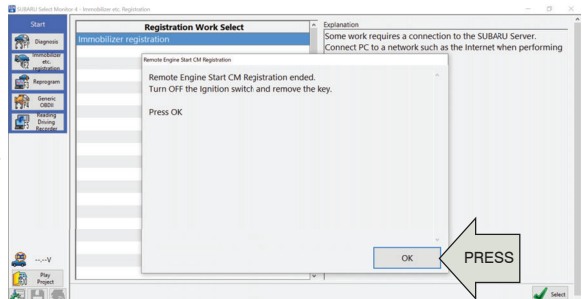 SUBARU Select Monitor 4 - Immobilizer etc. Registration
Start
Diagnosis
Immobilizer
etc.
registration
Reprogram
Generic
OBDII
Reading
Driving
Recorder
--.--V
Play
Project
Registration Work Select
Immobilizer registration
Explanation
Some work requires a connection to the SUBARU Server.
Connect PC to a network such as the Internet when performing
Remote Engine Start CM Registration
Remote Engine Start CM Registration ended.
Turn OFF the Ignition switch and remove the
key.
Press OK
OK
PRESS
Select